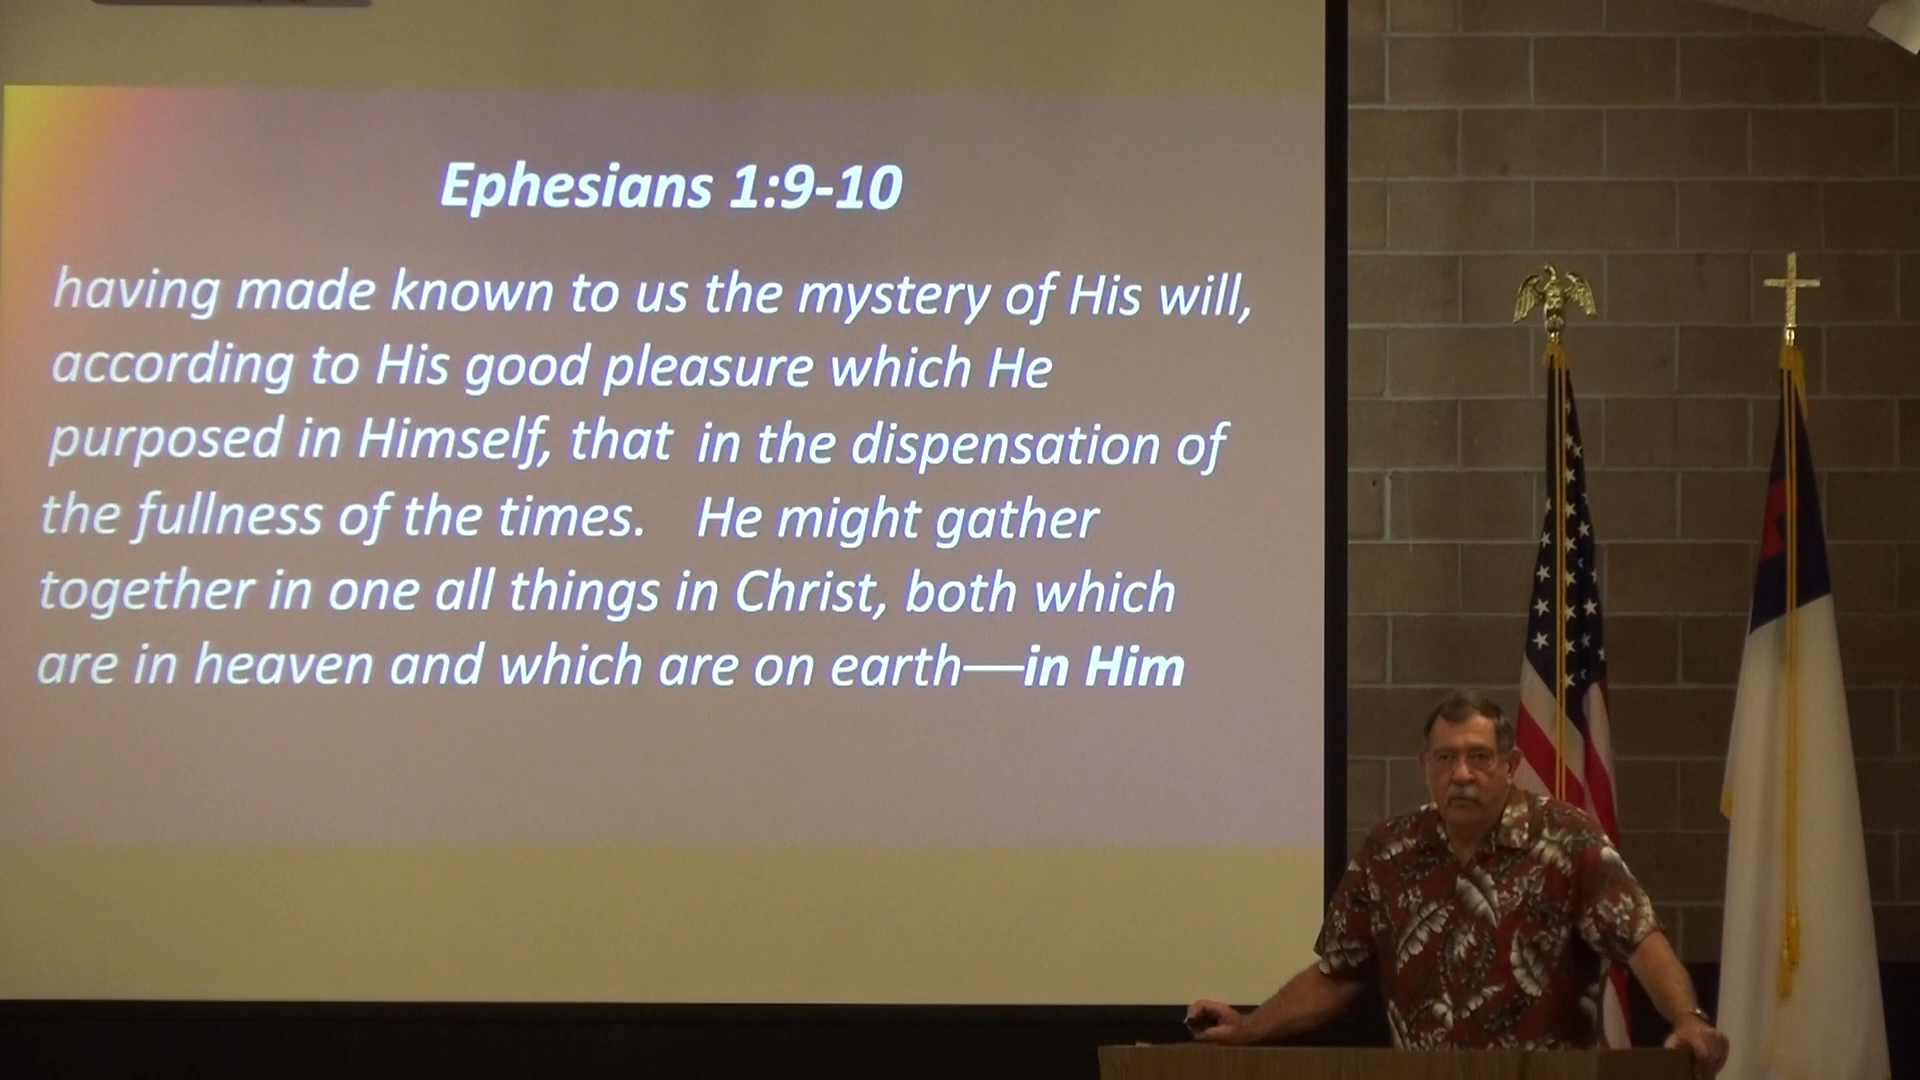 Ephesians 1:9-10
having made known to us the mystery of His will,
according to His good pleasure which He
purposed in Himself, that in the dispensation of
the fullness of the times. He might gather
together in one all things in Christ, both which
are in heaven and which are on earth—in Him